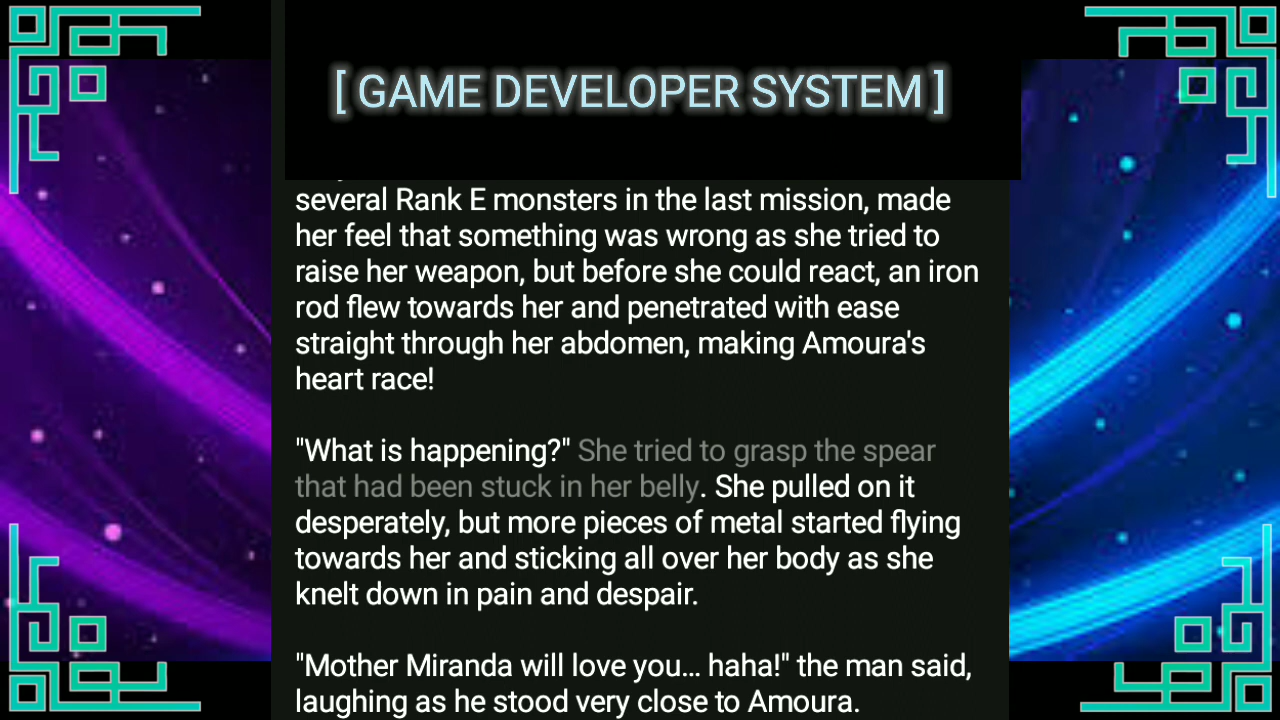 [ GAME DEVELOPER SYSTEM ]
several Rank E monsters in the last mission, made
her feel that something was wrong as she tried to
raise her weapon, but before she could react, an iron
rod flew towards her and penetrated with ease
straight through her abdomen, making Amoura's
heart race!
"What is happening?" She tried to grasp the spear
that had been stuck in her belly. She pulled on it
desperately, but more pieces of metal started flying
towards her and sticking all over her body as she
knelt down in pain and despair.
"Mother Miranda will love you... haha!" the man said,
laughing as he stood very close to Amoura.